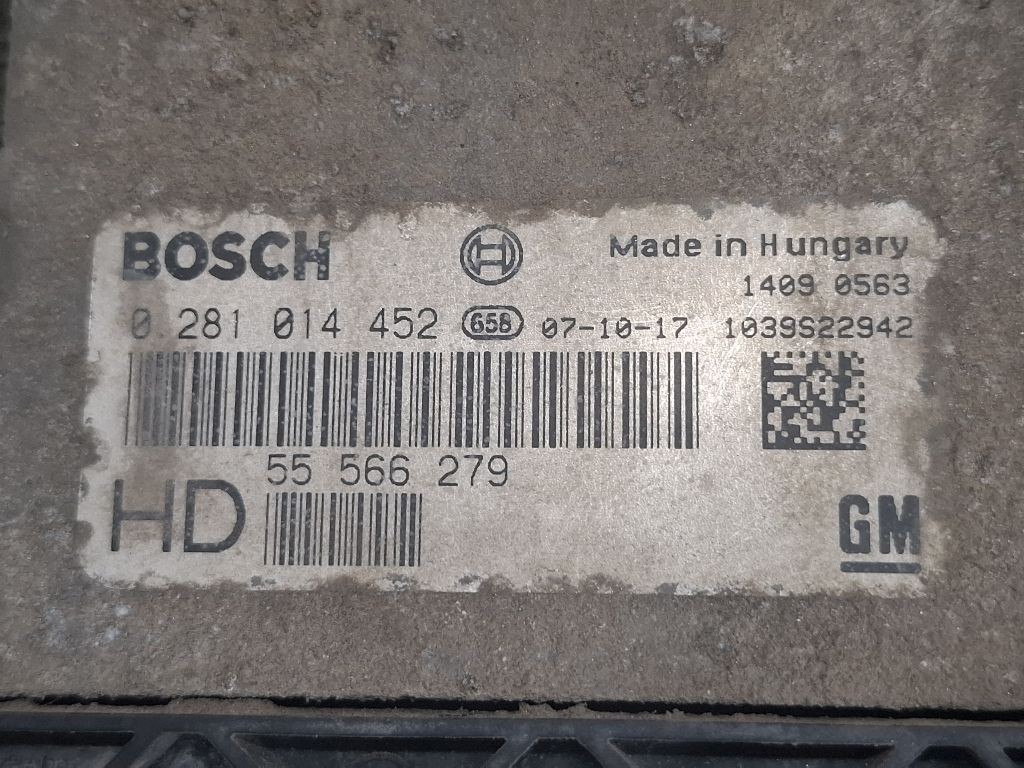 BOSCH Made in Hungary
1409 0563
0 281 014 452 G58 07-10-17 1039S22942
55 566 279
HD GM